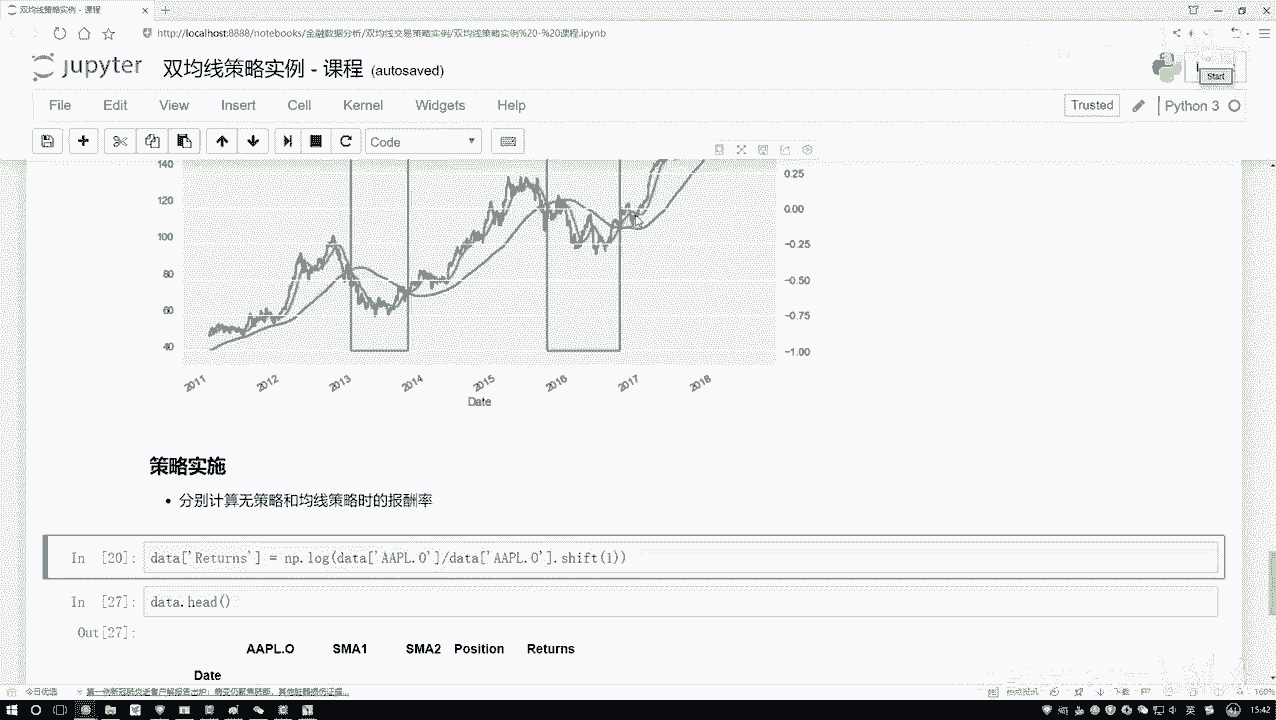 双均线策略实例 - 课程
http://localhost:8888/notebooks/金融数据分析/双均线交易策略实例/双均线策略实例%20-%20课程.ipynb
jupyter 双均线策略实例 - 课程 (autosaved)
Start
File Edit View Insert Cell Kernel Widgets Help
Trusted Python 3
Code
140
120
100
80
60
40
0.25
0.00
-0.25
-0.50
-0.75
-1.00
2011 2012 2013 2014 2015 2016 2017 2018
Date
策略实施
分别计算无策略和均线策略时的报酬率
In [20]: data['Returns'] = np.log(data['AAPL.O']/data['AAPL.O'].shift(1))
In [27]: data.head()
Out[27]:
AAPL.O SMA1 SMA2 Position Returns
Date
今日优选
下载
160%
英
15:42